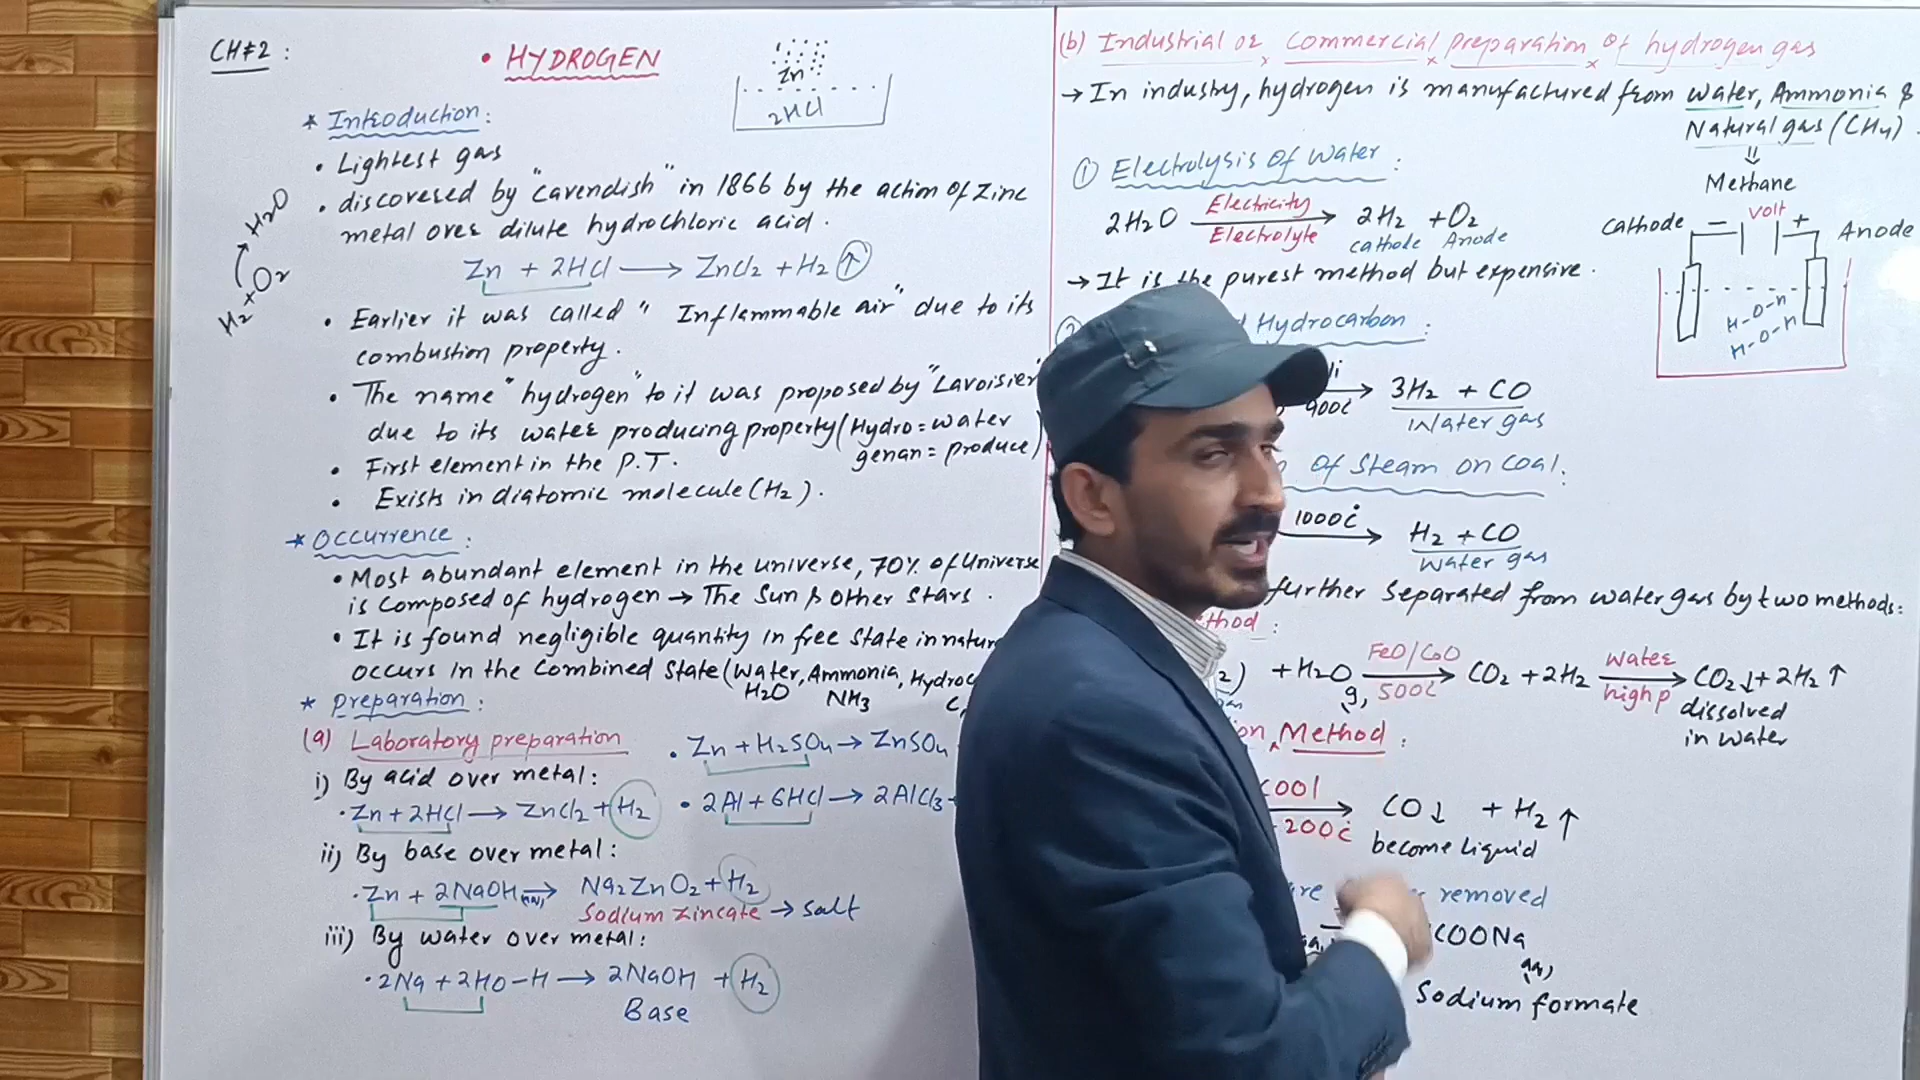 CH#2:
• HYDROGEN
Zn
2HCl
* Introduction:
• Lightest gas
• discovered by "Cavendish" in 1866 by the action of Zinc
metal over dilute hydrochloric acid.
Zn + 2HCl → ZnCl2 + H2 ↑
H2 + O2 → H2O
• Earlier it was called "Inflammable air" due to its
combustion property.
• The name "hydrogen" to it was proposed by "Lavoisier"
due to its water producing property (Hydro = water
genan = produce)
• First element in the P.T.
• Exists in diatomic molecule (H2).
* Occurrence:
• Most abundant element in the universe, 70% of Universe
is composed of hydrogen → The Sun & other stars.
• It is found negligible quantity in free state in natur
occurs in the combined state (Water, Ammonia, Hydroc
H2O NH3 C
* preparation:
(a) Laboratory preparation
i) By acid over metal:
• Zn + 2HCl → ZnCl2 + H2
• Zn + H2SO4 → ZnSO4
• 2Al + 6HCl → 2AlCl3 +
ii) By base over metal:
• Zn + 2NaOH(aq) → Na2ZnO2 + H2
Sodium zincate → salt
iii) By water over metal:
• 2Na + 2HO-H → 2NaOH + H2
Base
(b) Industrial or commercial preparation of hydrogen gas
→ In industry, hydrogen is manufactured from water, Ammonia &
Natural gas (CH4).
⇓
Methane
① Electrolysis of water:
Electricity
2H2O → 2H2 + O2
Electrolyte cathode Anode
→ It is the purest method but expensive.
Cathode − Volt + Anode
H-O-H
H-O-H
Hydrocarbon:
→ 3H2 + CO
900c
Water gas
Of Steam on coal:
1000c
→ H2 + CO
Water gas
further separated from water gas by two methods:
thod:
2) + H2O FeO/CoO → CO2 + 2H2 water → CO2↓ + 2H2↑
g, 500c high p dissolved
in water
on Method:
cool
→ CO↓ + H2↑
-200c become liquid
are removed
COONa
(aq)
Sodium formate